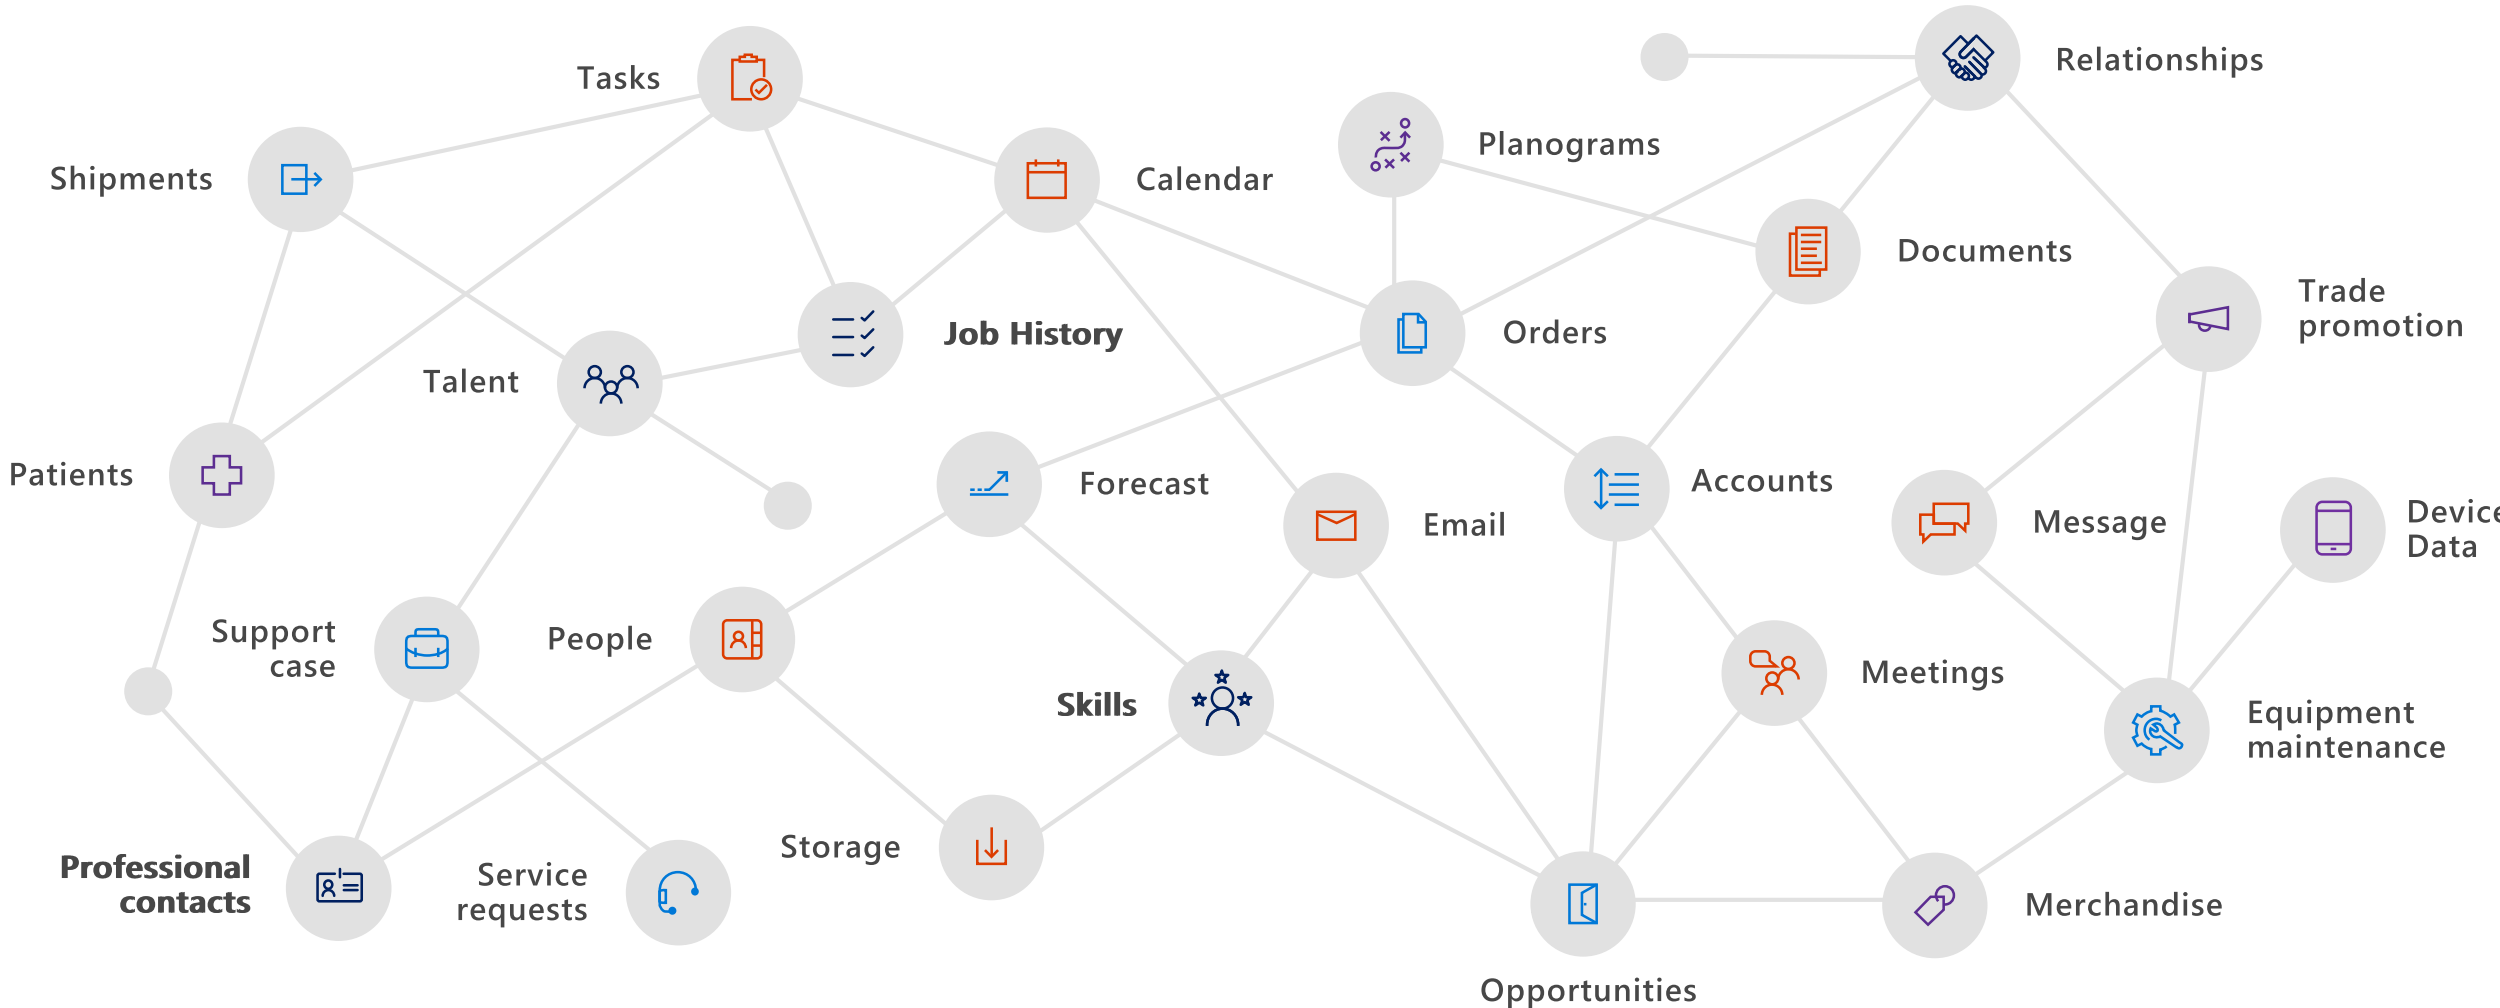 Relationships
Tasks
Planograms
Shipments
Calendar
Documents
Trade
promotion
Orders
Job History
Talent
Patients
Forecast
Accounts
Email
Message
Device
Data
Support
case
People
Meetings
Skills
Equipment
maintenance
Storage
Professional
contacts
Service
requests
Merchandise
Opportunities